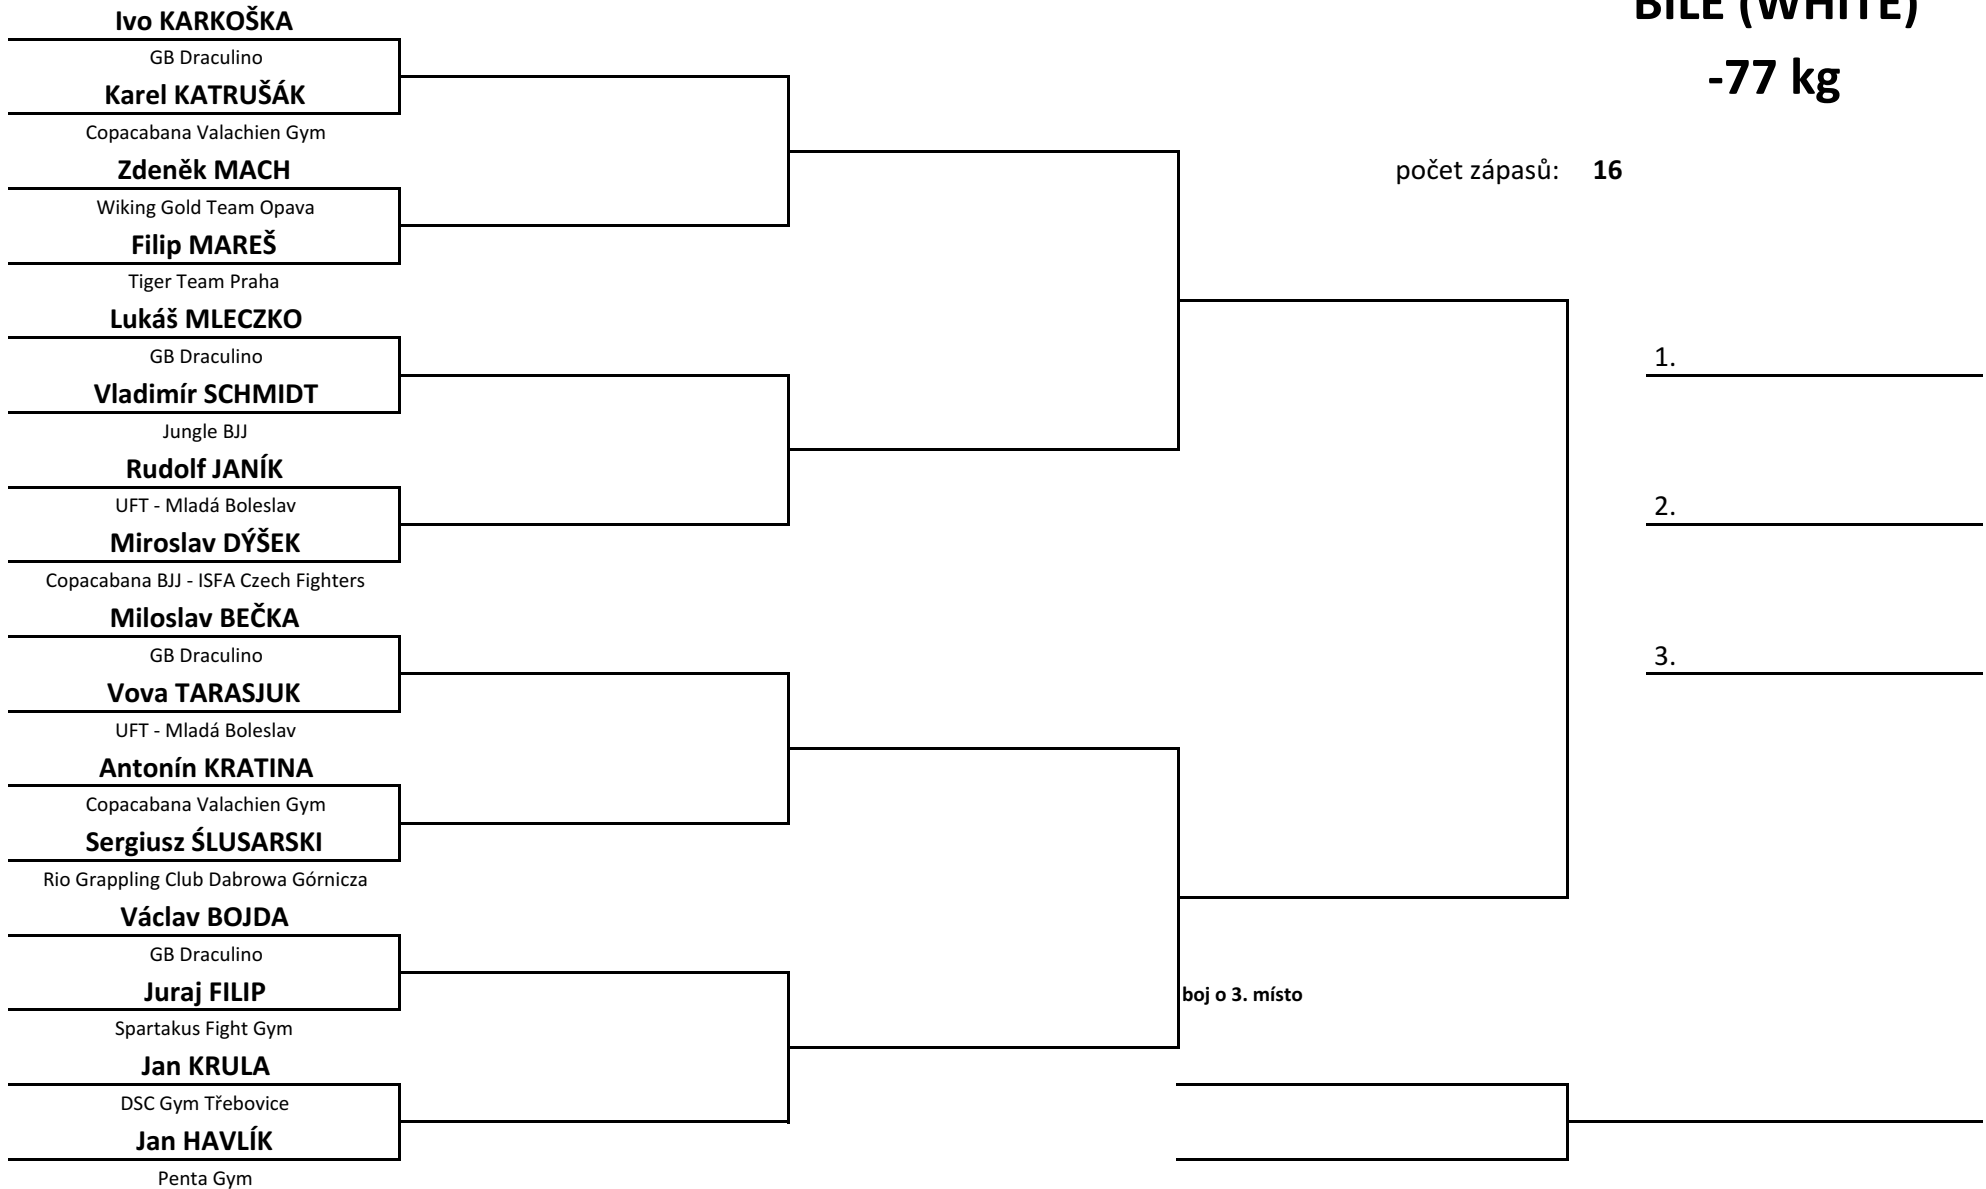 Ivo KARKOŠKA
GB Draculino
Karel KATRUŠÁK
Copacabana Valachien Gym
Zdeněk MACH
Wiking Gold Team Opava
Filip MAREŠ
Tiger Team Praha
Lukáš MLECZKO
GB Draculino
Vladimír SCHMIDT
Jungle BJJ
Rudolf JANÍK
UFT - Mladá Boleslav
Miroslav DÝŠEK
Copacabana BJJ - ISFA Czech Fighters
Miloslav BEČKA
GB Draculino
Vova TARASJUK
UFT - Mladá Boleslav
Antonín KRATINA
Copacabana Valachien Gym
Sergiusz ŚLUSARSKI
Rio Grappling Club Dabrowa Górnicza
Václav BOJDA
GB Draculino
Juraj FILIP
Spartakus Fight Gym
Jan KRULA
DSC Gym Třebovice
Jan HAVLÍK
Penta Gym
boj o 3. místo
BÍLÉ (WHITE)
-77 kg
počet zápasů: 16
1.
2.
3.